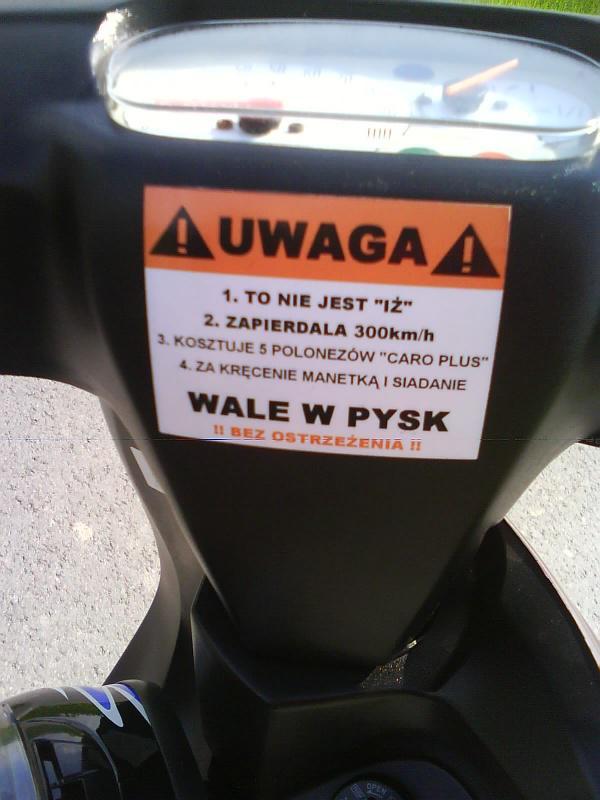 UWAGA
1. TO NIE JEST "IŻ"
2. ZAPIERDALA 300km/h
3. KOSZTUJE 5 POLONEZÓW "CARO PLUS"
4. ZA KRĘCENIE MANETKĄ I SIADANIE
WALE W PYSK
!! BEZ OSTRZEŻENIA !!
OPEN